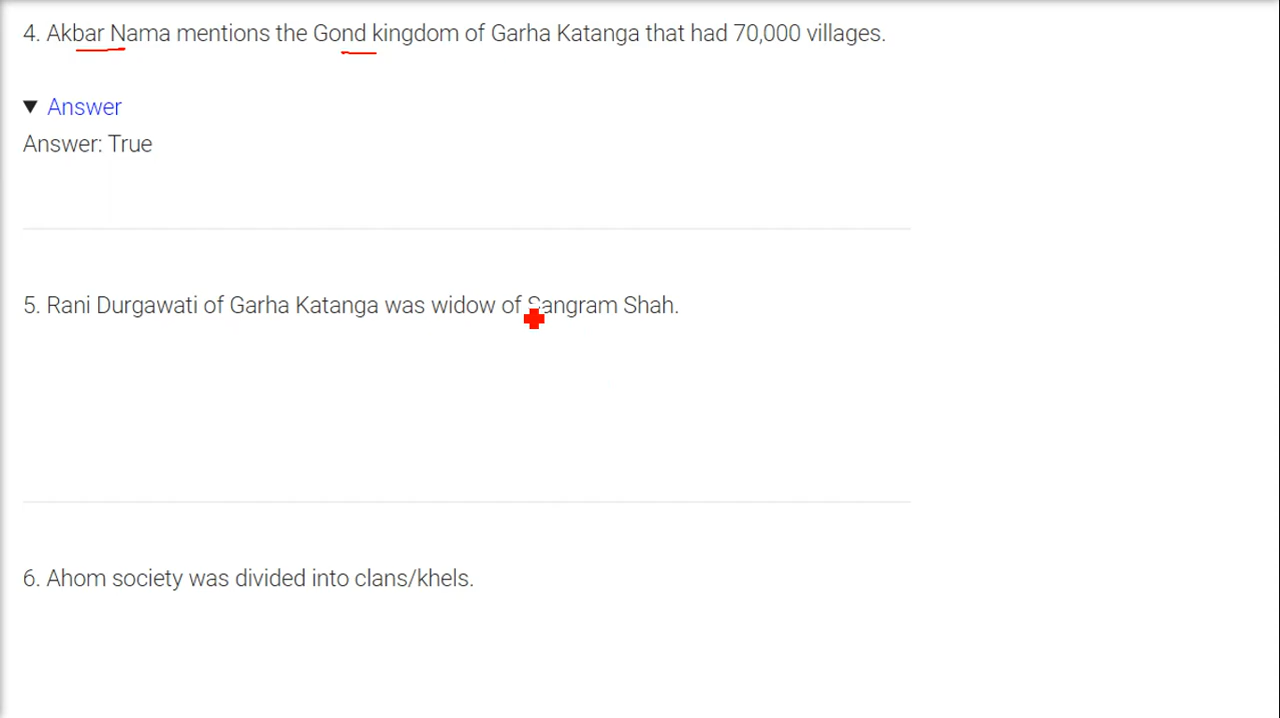 4. Akbar Nama mentions the Gond kingdom of Garha Katanga that had 70,000 villages.
▼ Answer
Answer: True
5. Rani Durgawati of Garha Katanga was widow of Sangram Shah.
6. Ahom society was divided into clans/khels.